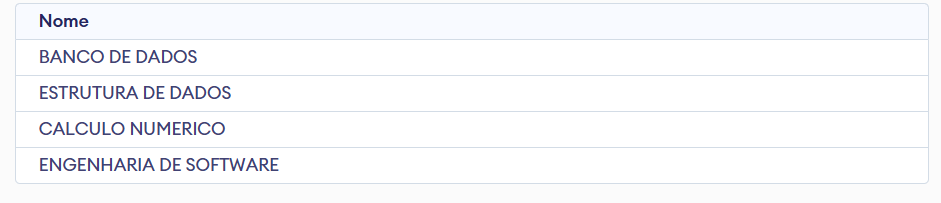 Nome
BANCO DE DADOS
ESTRUTURA DE DADOS
CALCULO NUMERICO
ENGENHARIA DE SOFTWARE